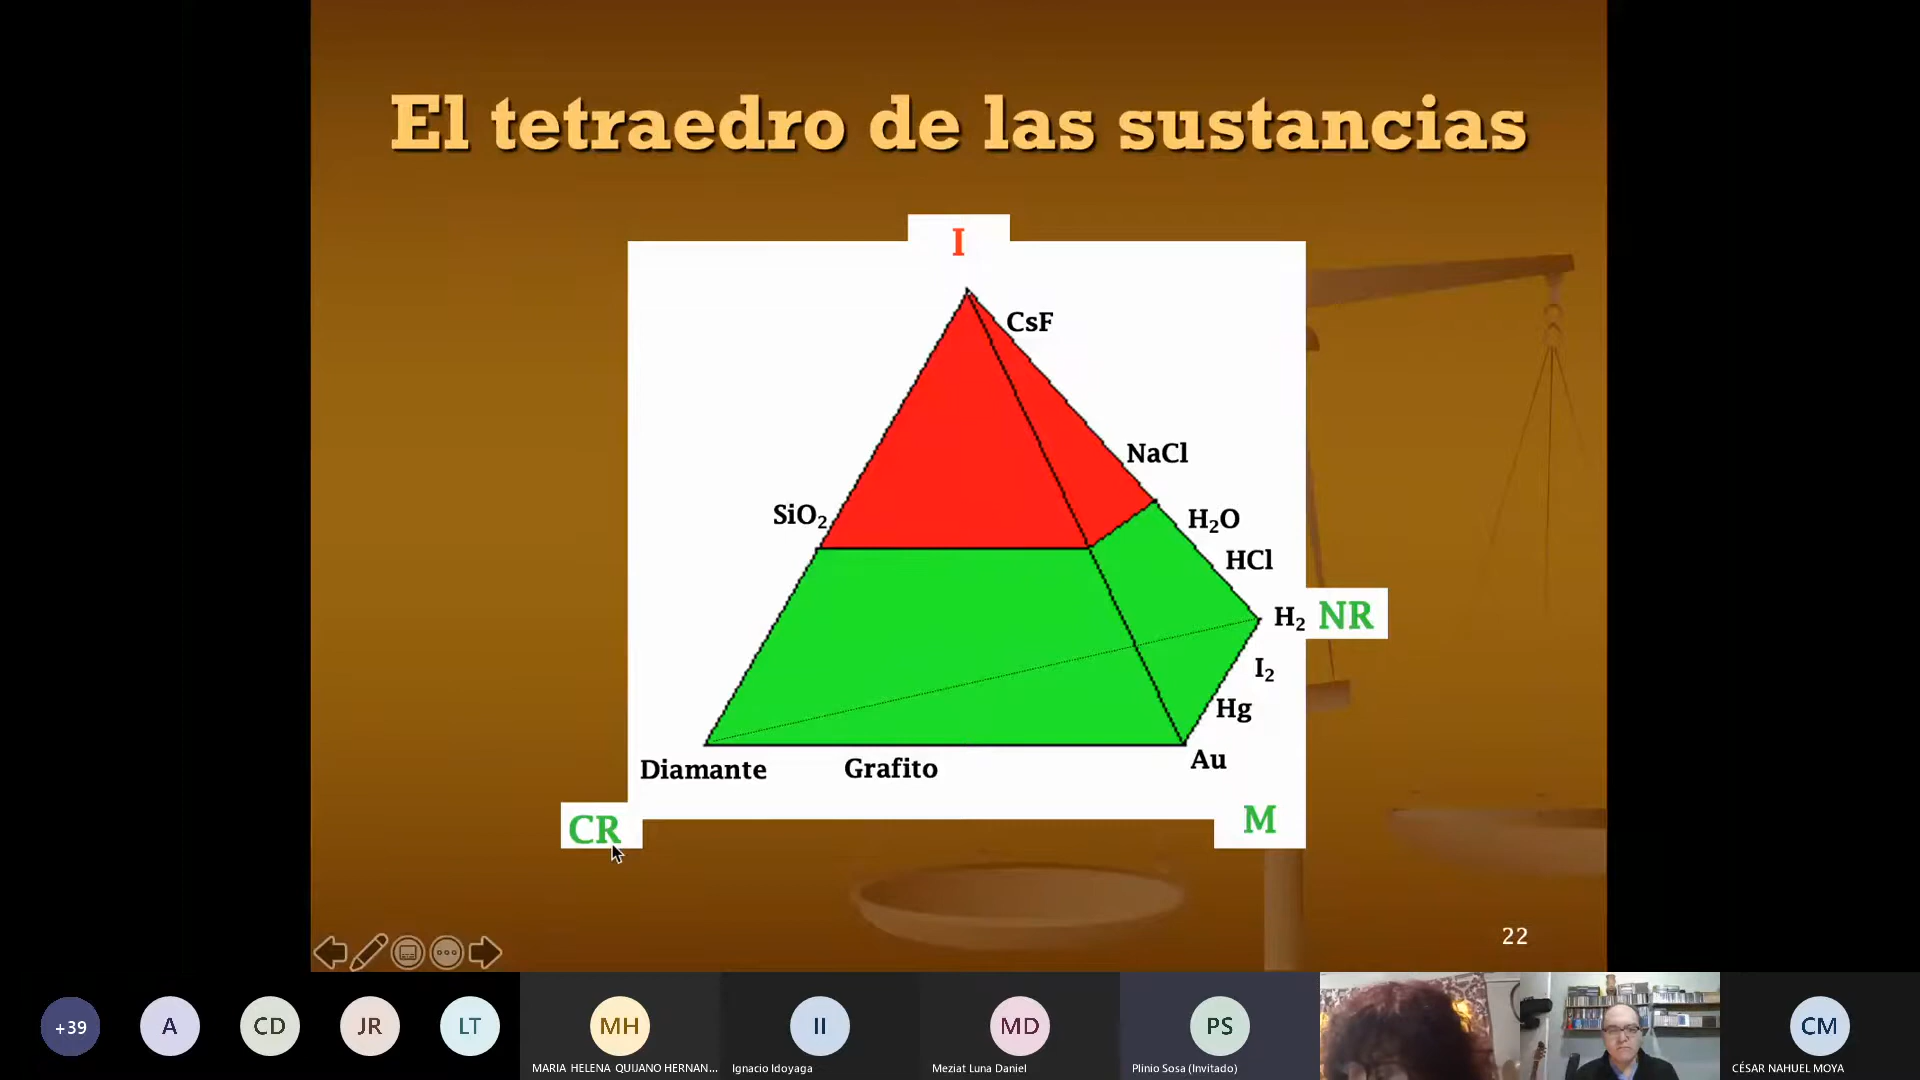 El tetraedro de las sustancias
I
CsF
NaCl
SiO₂
H₂O
HCl
H₂ NR
I₂
Hg
Au
Diamante Grafito
CR
M
22
+39 A CD JR LT MH II MD PS CM
MARIA HELENA QUIJANO HERNAN... Ignacio Idoyaga Meziat Luna Daniel Plinio Sosa (Invitado) CÉSAR NAHUEL MOYA